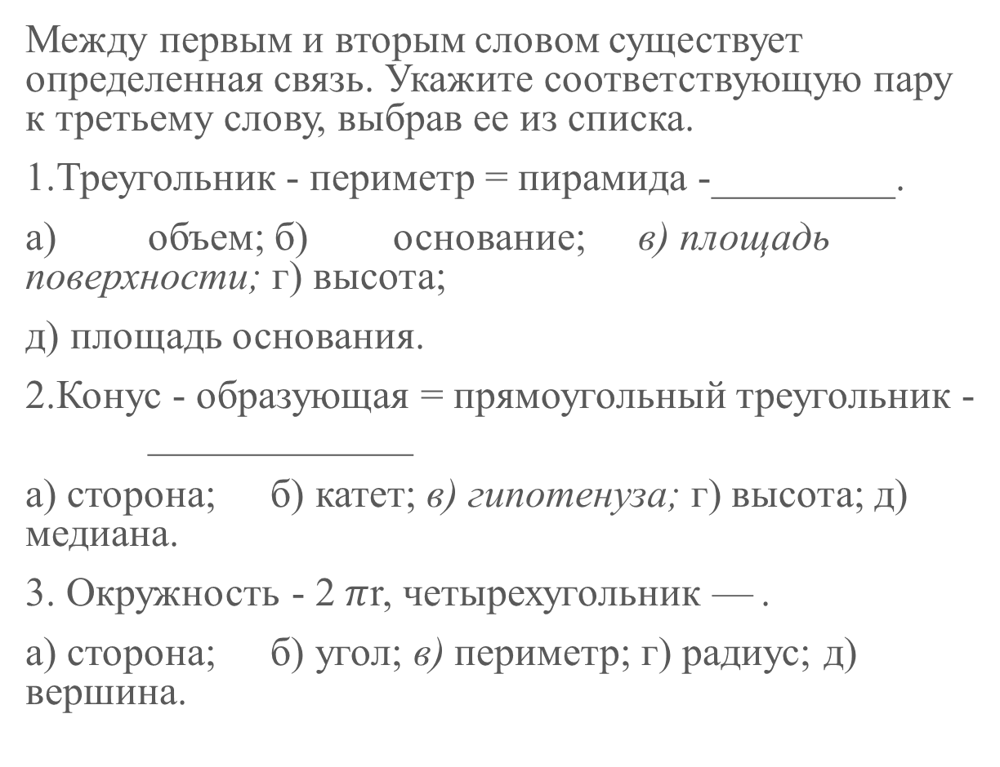 Между первым и вторым словом существует
определенная связь. Укажите соответствующую пару
к третьему слову, выбрав ее из списка.
1.Треугольник - периметр = пирамида -_________.
а) объем; б) основание; в) площадь
поверхности; г) высота;
д) площадь основания.
2.Конус - образующая = прямоугольный треугольник -
_____________
а) сторона; б) катет; в) гипотенуза; г) высота; д)
медиана.
3. Окружность - 2 𝜋r, четырехугольник — .
а) сторона; б) угол; в) периметр; г) радиус; д)
вершина.